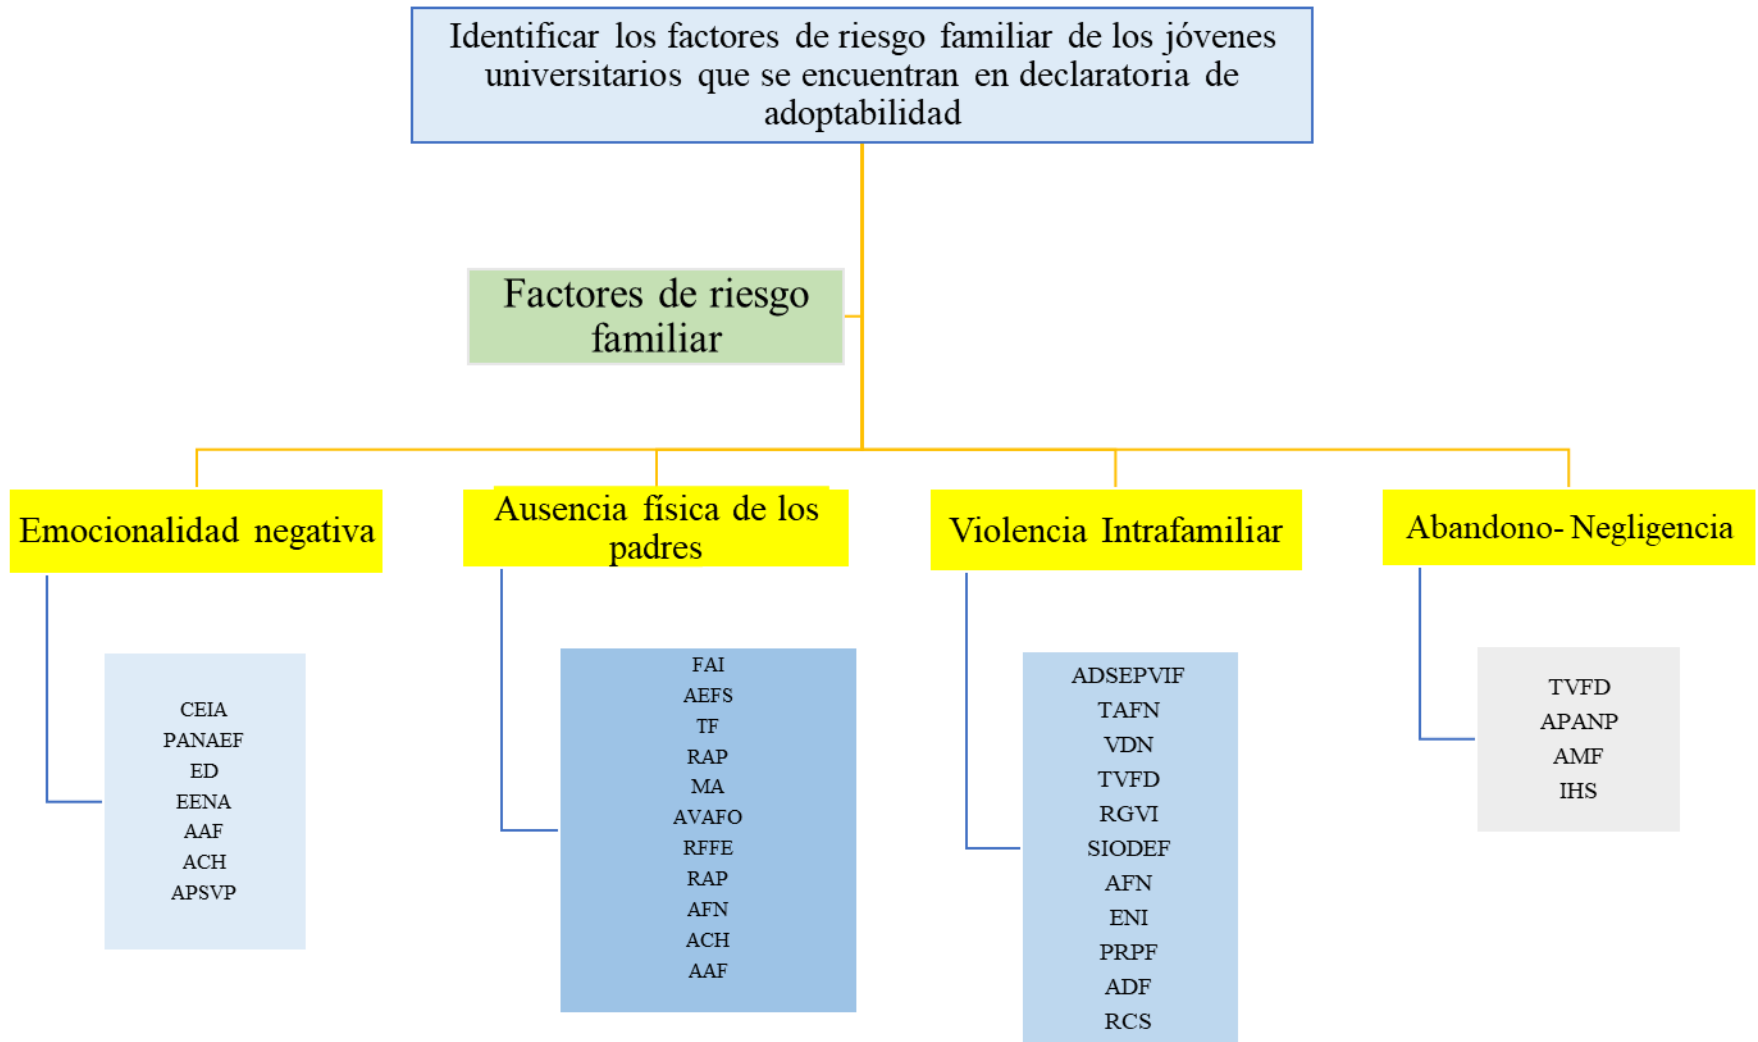 Identificar los factores de riesgo familiar de los jóvenes
universitarios que se encuentran en declaratoria de
adoptabilidad
Factores de riesgo
familiar
Emocionalidad negativa
Ausencia física de los
padres
Violencia Intrafamiliar
Abandono- Negligencia
CEIA
PANAEF
ED
EENA
AAF
ACH
APSVP
FAI
AEFS
TF
RAP
MA
AVAFO
RFFE
RAP
AFN
ACH
AAF
ADSEPVIF
TAFN
VDN
TVFD
RGVI
SIODEF
AFN
ENI
PRPF
ADF
RCS
TVFD
APANP
AMF
IHS